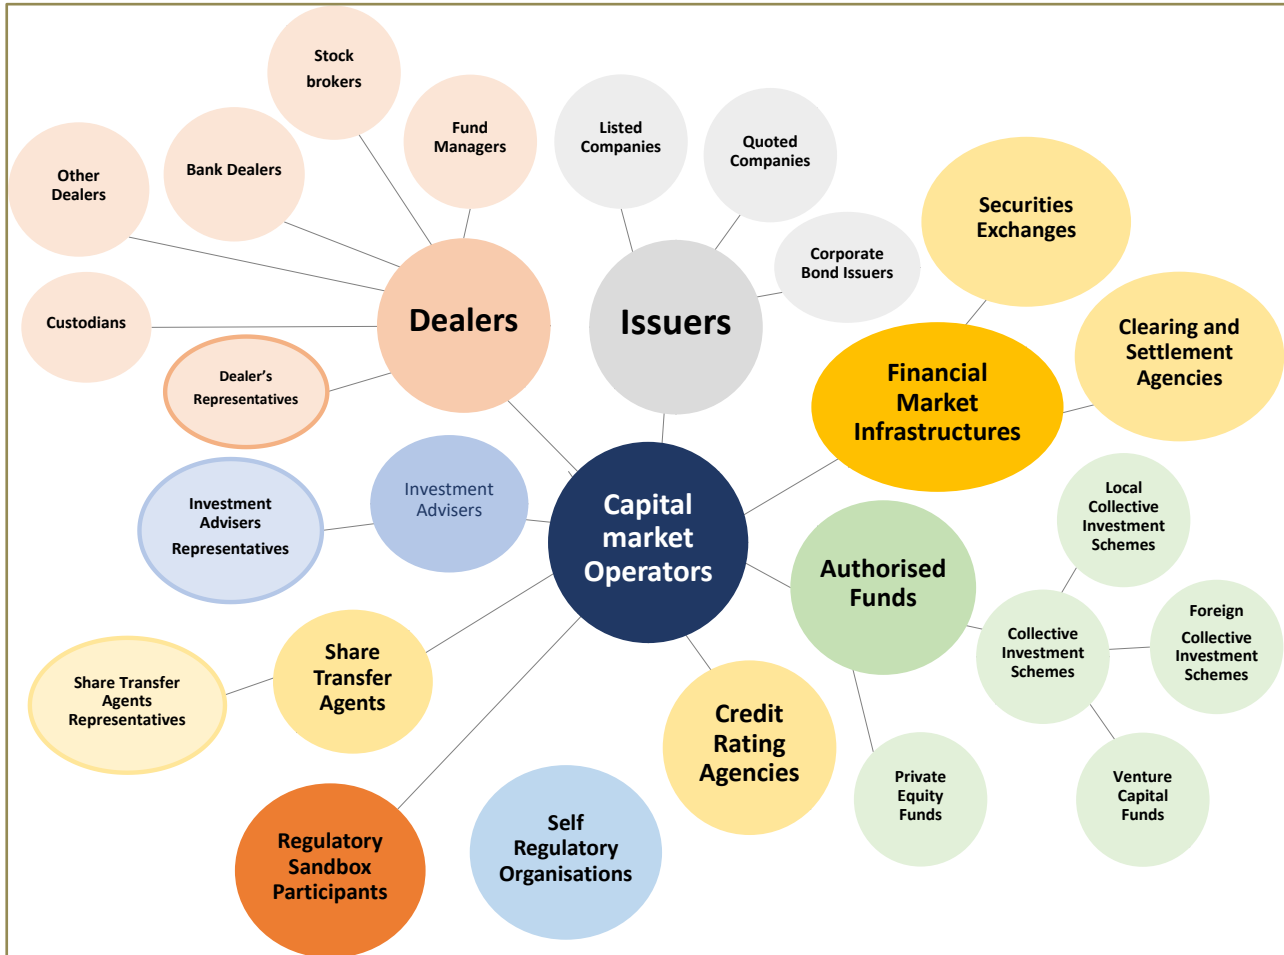 Stock
brokers
Fund
Managers
Listed
Companies
Quoted
Companies
Other
Dealers
Bank Dealers
Securities
Exchanges
Corporate
Bond Issuers
Custodians
Dealers
Issuers
Clearing and
Settlement
Agencies
Dealer's
Representatives
Financial
Market
Infrastructures
Investment
Advisers
Representatives
Investment
Advisers
Capital
market
Operators
Local
Collective
Investment
Schemes
Authorised
Funds
Collective
Investment
Schemes
Foreign
Collective
Investment
Schemes
Share Transfer
Agents
Representatives
Share
Transfer
Agents
Credit
Rating
Agencies
Private
Equity
Funds
Venture
Capital
Funds
Regulatory
Sandbox
Participants
Self
Regulatory
Organisations